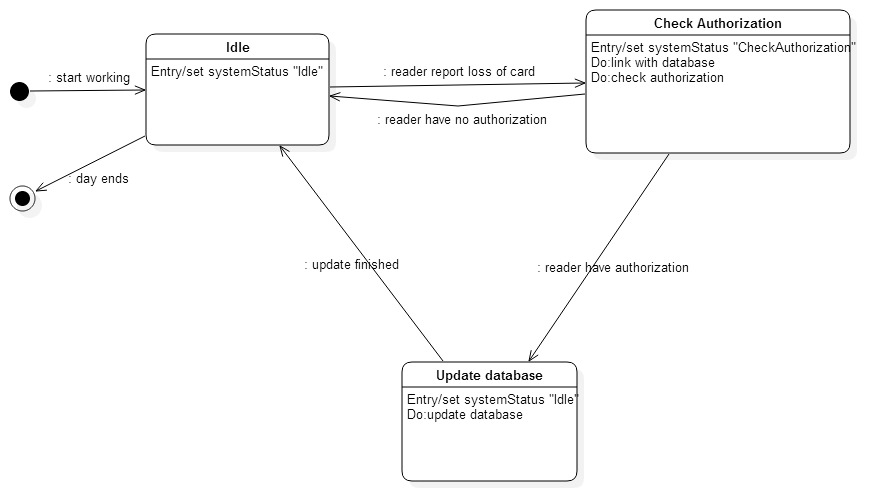 Check Authorization
Entry/set systemStatus "CheckAuthorization"
Do:link with database
Do:check authorization
Idle
Entry/set systemStatus "Idle"
: start working
: reader report loss of card
: reader have no authorization
: day ends
: update finished
: reader have authorization
Update database
Entry/set systemStatus "Idle"
Do:update database